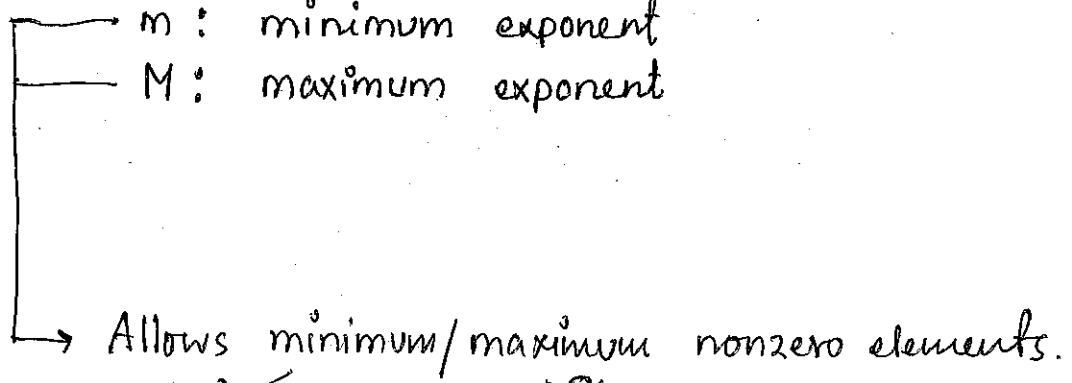 m : minimum exponent
M : maximum exponent
Allows minimum/maximum nonzero elements.